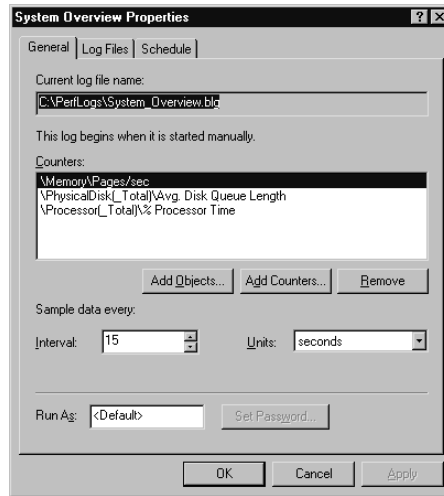 System Overview Properties
General Log Files Schedule
Current log file name:
C:\PerfLogs\System_Overview.blg
This log begins when it is started manually.
Counters:
\Memory\Pages/sec
\PhysicalDisk(_Total)\Avg. Disk Queue Length
\Processor(_Total)\% Processor Time
Add Objects... Add Counters... Remove
Sample data every:
Interval: 15 Units: seconds
Run As: <Default> Set Password...
OK Cancel Apply